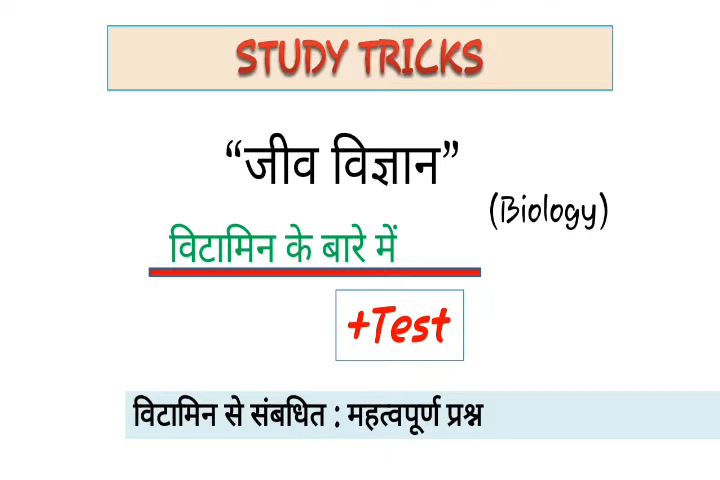 STUDY TRICKS
“जीव विज्ञान”
(Biology)
विटामिन के बारे में
+Test
विटामिन से संबधित : महत्वपूर्ण प्रश्न